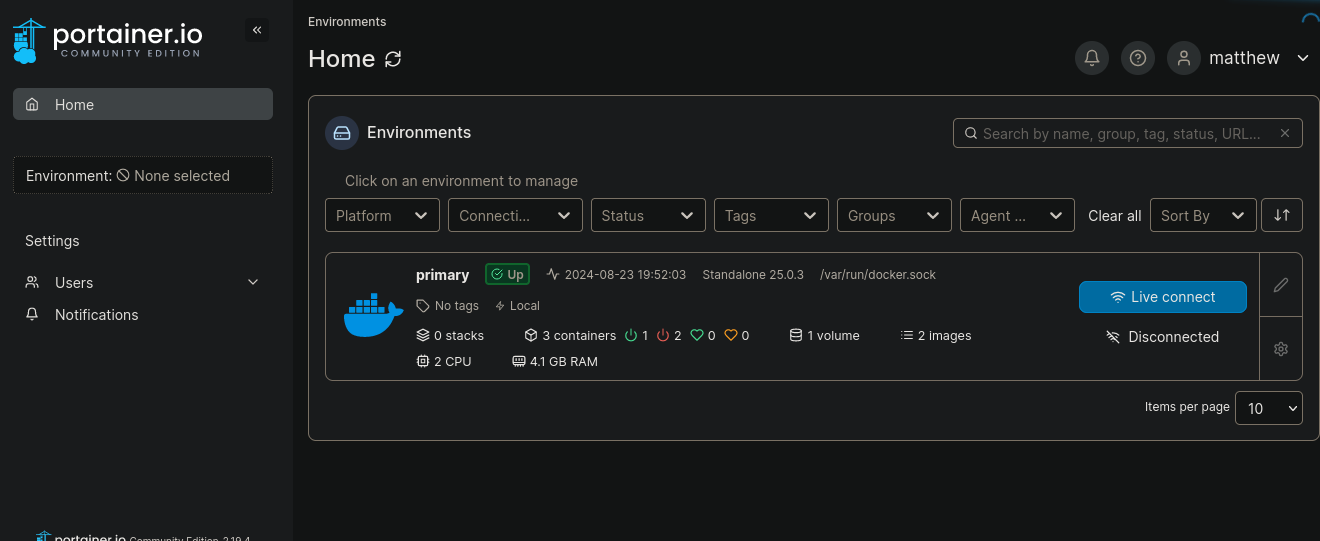 portainer.io
COMMUNITY EDITION
Home
Environment: None selected
Settings
Users
Notifications
portainer.io Community Edition 2.19.4
Environments
Home
matthew
Environments
Search by name, group, tag, status, URL...
Click on an environment to manage
Platform Connecti... Status Tags Groups Agent ... Clear all Sort By
primary Up 2024-08-23 19:52:03 Standalone 25.0.3 /var/run/docker.sock
No tags Local
0 stacks 3 containers 1 2 0 0 1 volume 2 images
2 CPU 4.1 GB RAM
Live connect
Disconnected
Items per page 10